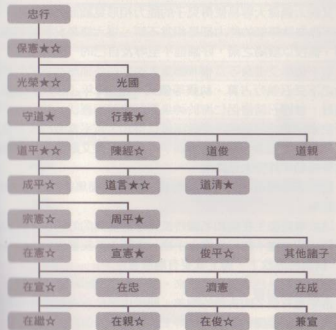 忠行
保憲★☆
光榮★☆ 光國
守道★ 行義★
道平★☆ 陳經☆ 道俊 道親
成平☆ 道言★☆ 道清★
宗憲☆ 周平★
在憲☆ 宣憲★ 俊平☆ 其他諸子
在宣☆ 在忠 濟憲 在成
在繼☆ 在親☆ 在俊☆ 兼宣